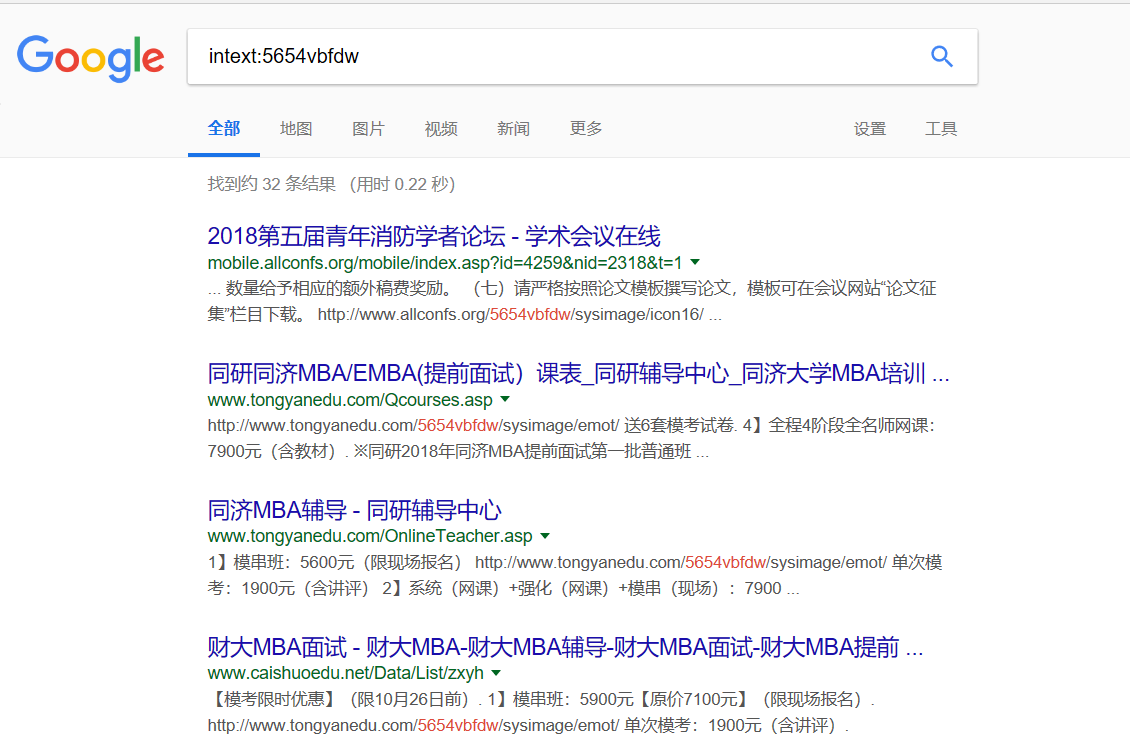 Google
intext:5654vbfdw
全部 地图 图片 视频 新闻 更多 设置 工具
找到约 32 条结果 （用时 0.22 秒）
2018第五届青年消防学者论坛 - 学术会议在线
mobile.allconfs.org/mobile/index.asp?id=4259&nid=2318&t=1
... 数量给予相应的额外稿费奖励。 （七）请严格按照论文模板撰写论文，模板可在会议网站“论文征
集”栏目下载。 http://www.allconfs.org/5654vbfdw/sysimage/icon16/ ...
同研同济MBA/EMBA(提前面试）课表_同研辅导中心_同济大学MBA培训 ...
www.tongyanedu.com/Qcourses.asp
http://www.tongyanedu.com/5654vbfdw/sysimage/emot/ 送6套模考试卷. 4】全程4阶段全名师网课：
7900元（含教材）. ※同研2018年同济MBA提前面试第一批普通班 ...
同济MBA辅导 - 同研辅导中心
www.tongyanedu.com/OnlineTeacher.asp
1】模串班：5600元（限现场报名） http://www.tongyanedu.com/5654vbfdw/sysimage/emot/ 单次模
考：1900元（含讲评） 2】系统（网课）+强化（网课）+模串（现场）：7900 ...
财大MBA面试 - 财大MBA-财大MBA辅导-财大MBA面试-财大MBA提前 ...
www.caishuoedu.net/Data/List/zxyh
【模考限时优惠】（限10月26日前）. 1】模串班：5900元【原价7100元】（限现场报名）.
http://www.tongyanedu.com/5654vbfdw/sysimage/emot/ 单次模考：1900元（含讲评）.